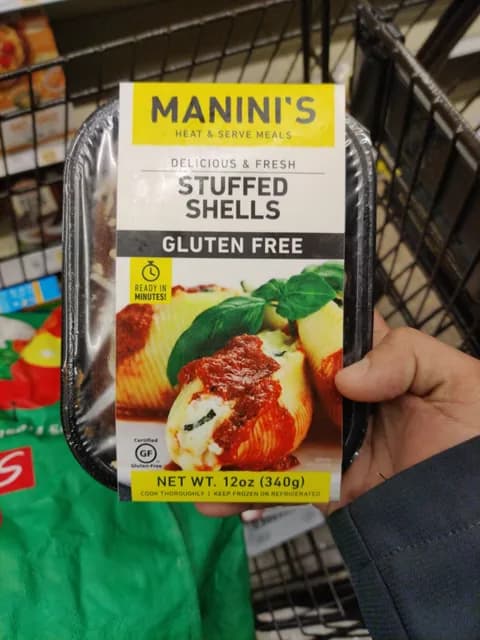 MANINI'S
HEAT & SERVE MEALS
DELICIOUS & FRESH
STUFFED
SHELLS
GLUTEN FREE
READY IN
MINUTES!
Certified
GF
Gluten-Free
NET WT. 12oz (340g)
COOK THOROUGHLY | KEEP FROZEN OR REFRIGERATED